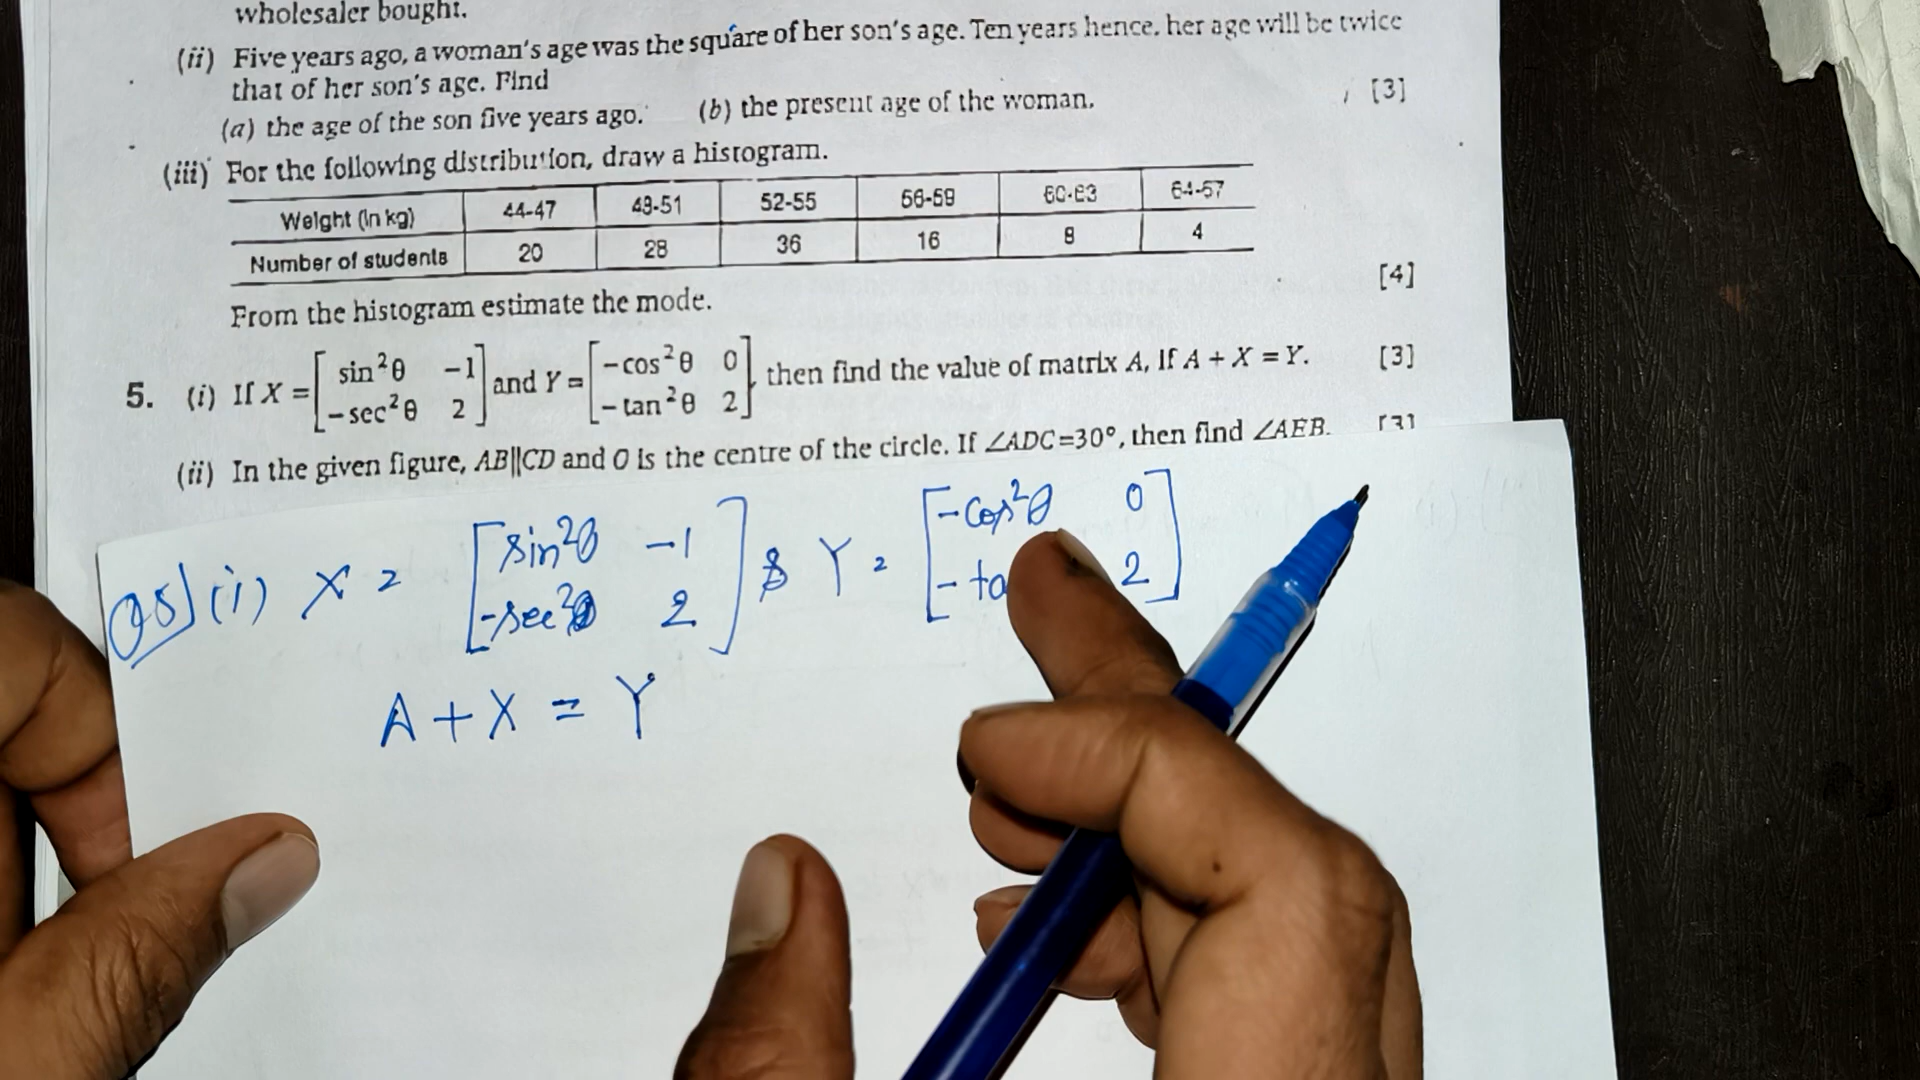 wholesaler bought.
(ii) Five years ago, a woman's age was the square of her son's age. Ten years hence, her age will be twice
that of her son's age. Find
(a) the age of the son five years ago. (b) the present age of the woman. [3]
(iii) For the following distribution, draw a histogram.
Weight (in kg) 44-47 48-51 52-55 56-59 60-63 64-67
Number of students 20 28 36 16 8 4
[4]
From the histogram estimate the mode.
5. (i) If X = [sin²θ -1 -sec²θ 2] and Y = [-cos²θ 0 -tan²θ 2], then find the value of matrix A, If A + X = Y. [3]
(ii) In the given figure, AB||CD and O is the centre of the circle. If ∠ADC=30°, then find ∠AEB. [3]
Q5] (i) X = [sin²θ -1 -sec²θ 2] & Y = [-cos²θ 0 -ta 2]
A + X = Y